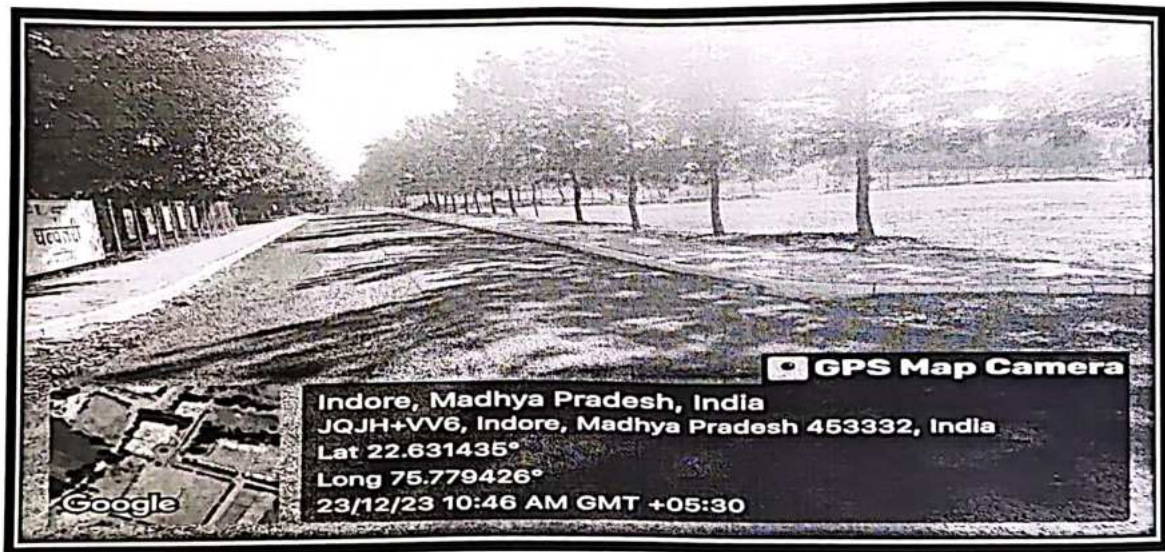 GPS Map Camera
Indore, Madhya Pradesh, India
JQJH+VV6, Indore, Madhya Pradesh 453332, India
Lat 22.631435°
Long 75.779426°
23/12/23 10:46 AM GMT +05:30
Google